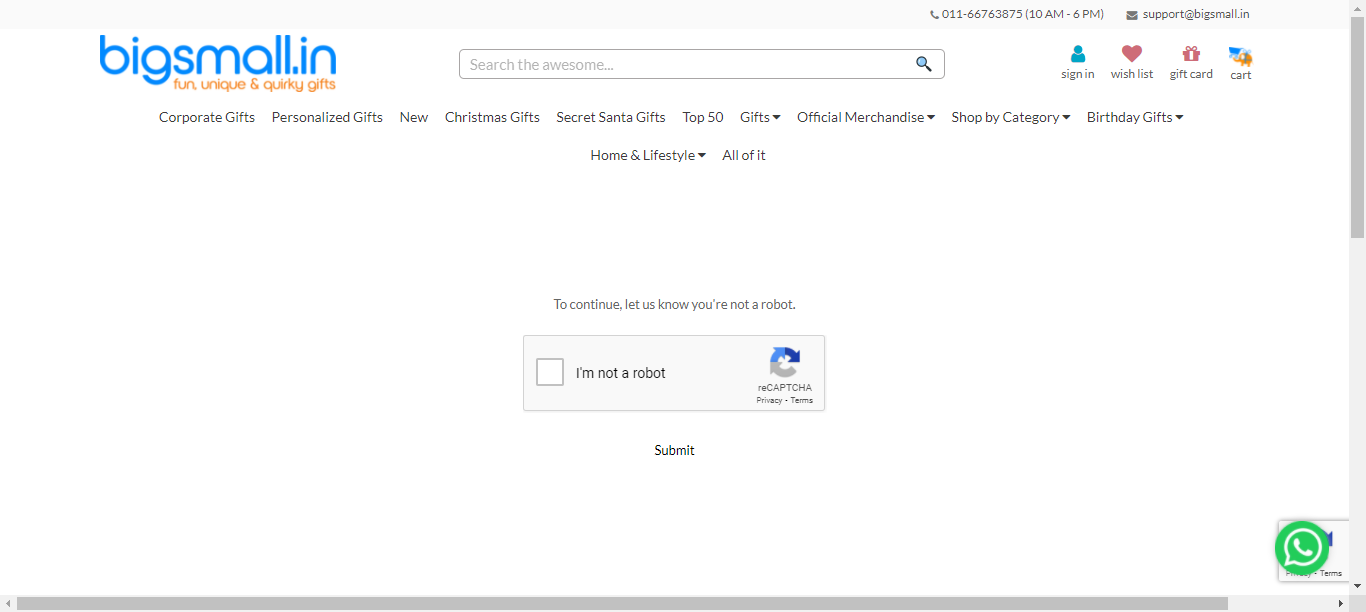 011-66763875 (10 AM - 6 PM) support@bigsmall.in
bigsmall.in
fun, unique & quirky gifts
Search the awesome...
sign in wish list gift card cart
Corporate Gifts Personalized Gifts New Christmas Gifts Secret Santa Gifts Top 50 Gifts Official Merchandise Shop by Category Birthday Gifts
Home & Lifestyle All of it
To continue, let us know you're not a robot.
I'm not a robot
reCAPTCHA
Privacy - Terms
Submit
- Terms